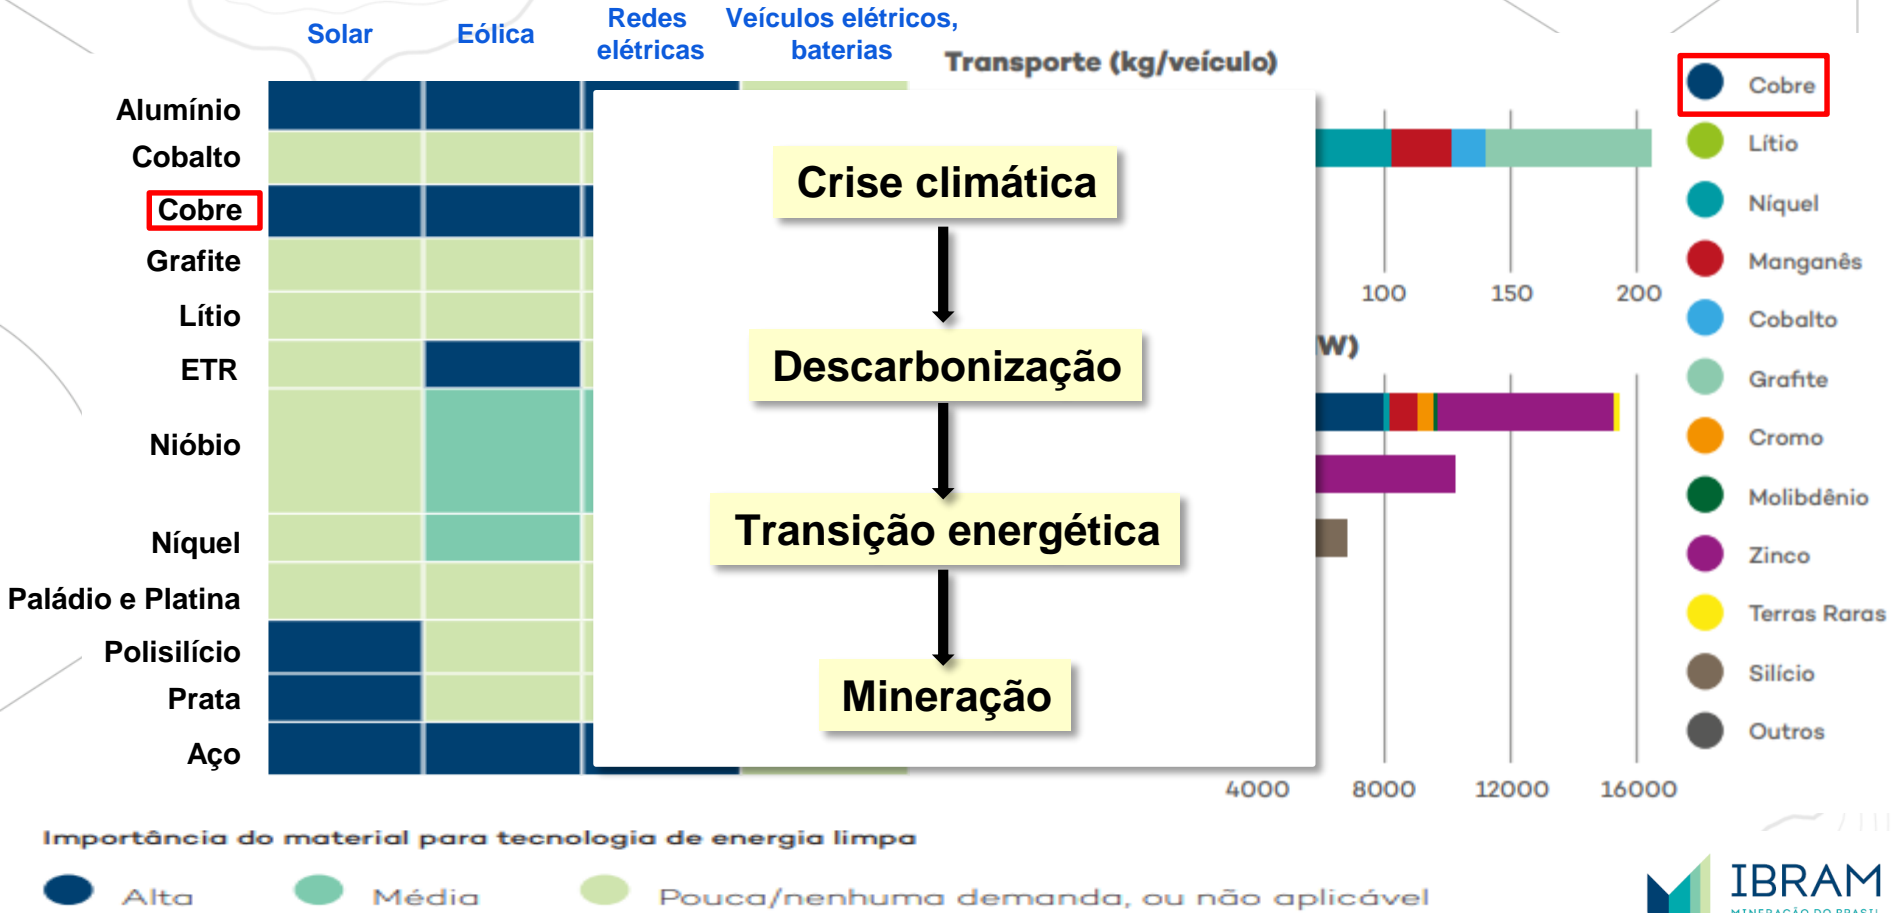 Solar
Eólica
Redes
elétricas
Veículos elétricos,
baterias
Alumínio
Cobalto
Cobre
Grafite
Lítio
ETR
Nióbio
Níquel
Paládio e Platina
Polisilício
Prata
Aço
Crise climática
Descarbonização
Transição energética
Mineração
Transporte (kg/veículo)
100
150
200
W)
4000
8000
12000
16000
Cobre
Lítio
Níquel
Manganês
Cobalto
Grafite
Cromo
Molibdênio
Zinco
Terras Raras
Silício
Outros
Importância do material para tecnologia de energia limpa
Alta
Média
Pouca/nenhuma demanda, ou não aplicável
IBRAM
MINERAÇÃO DO BRASIL